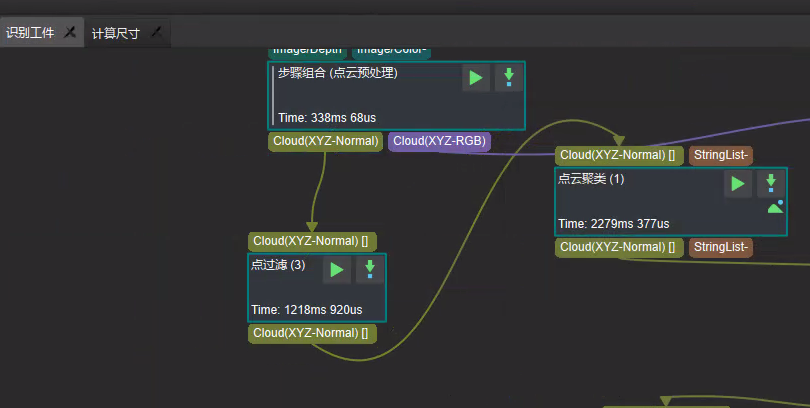 识别工件
计算尺寸
Image/Depth
Image/Color-
步骤组合 (点云预处理)
Time: 338ms 68us
Cloud(XYZ-Normal)
Cloud(XYZ-RGB)
Cloud(XYZ-Normal) []
StringList-
点云聚类 (1)
Time: 2279ms 377us
Cloud(XYZ-Normal) []
StringList-
Cloud(XYZ-Normal) []
点过滤 (3)
Time: 1218ms 920us
Cloud(XYZ-Normal) []